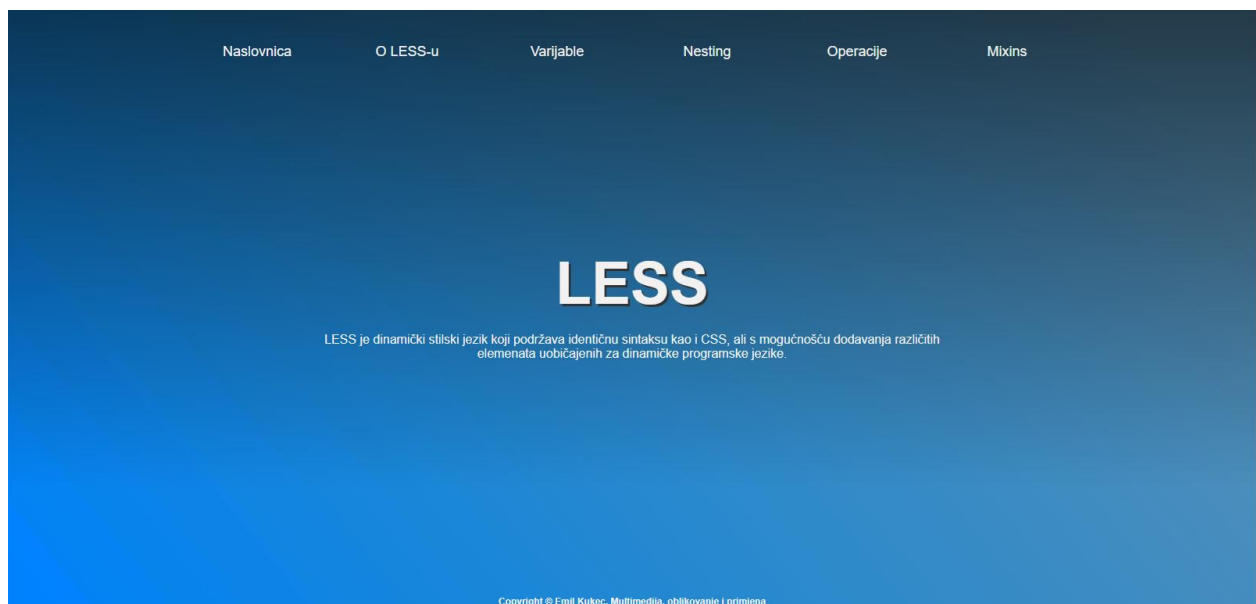 Naslovnica O LESS-u Varijable Nesting Operacije Mixins
LESS
LESS je dinamički stilski jezik koji podržava identičnu sintaksu kao i CSS, ali s mogućnošću dodavanja različitih
elemenata uobičajenih za dinamičke programske jezike.
Copyright © Emil Kukec, Multimedija, oblikovanje i primjena